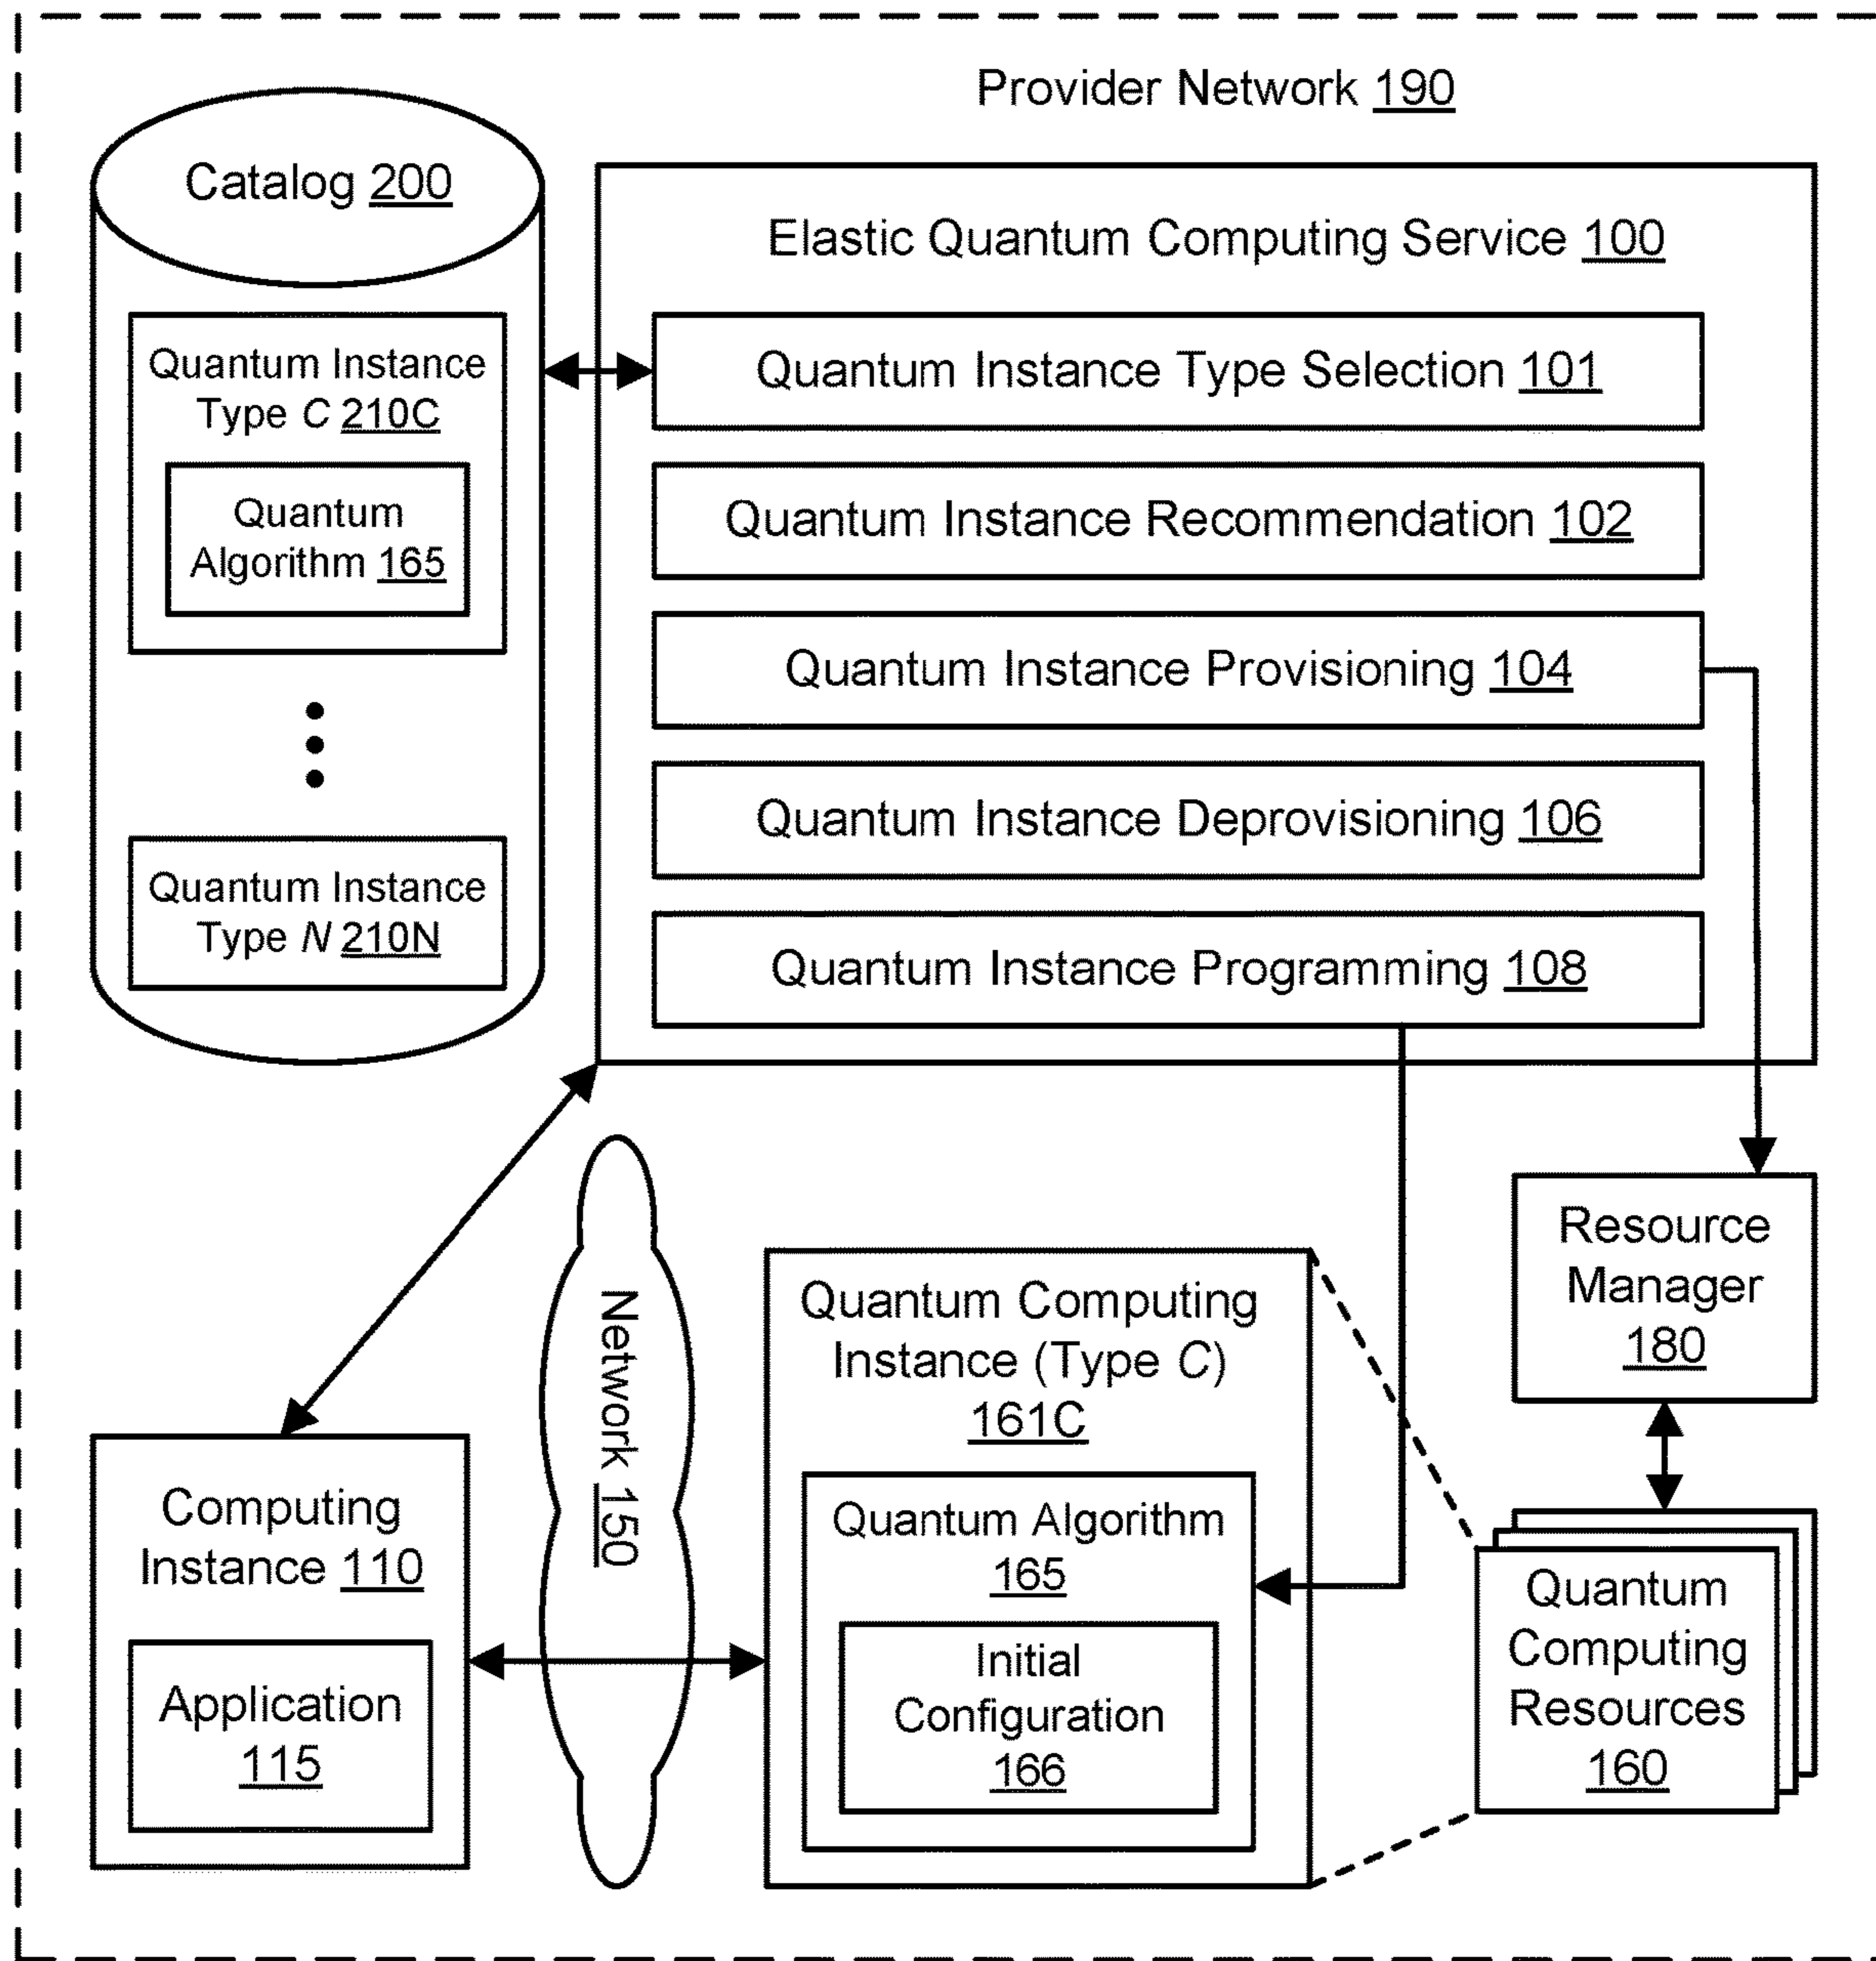 Provider Network 190
Catalog 200
Quantum Instance
Type C 210C
Quantum
Algorithm 165
Quantum Instance
Type N 210N
Elastic Quantum Computing Service 100
Quantum Instance Type Selection 101
Quantum Instance Recommendation 102
Quantum Instance Provisioning 104
Quantum Instance Deprovisioning 106
Quantum Instance Programming 108
Resource
Manager
180
Computing
Instance 110
Application
115
Network 150
Quantum Computing
Instance (Type C)
161C
Quantum Algorithm
165
Initial
Configuration
166
Quantum
Computing
Resources
160